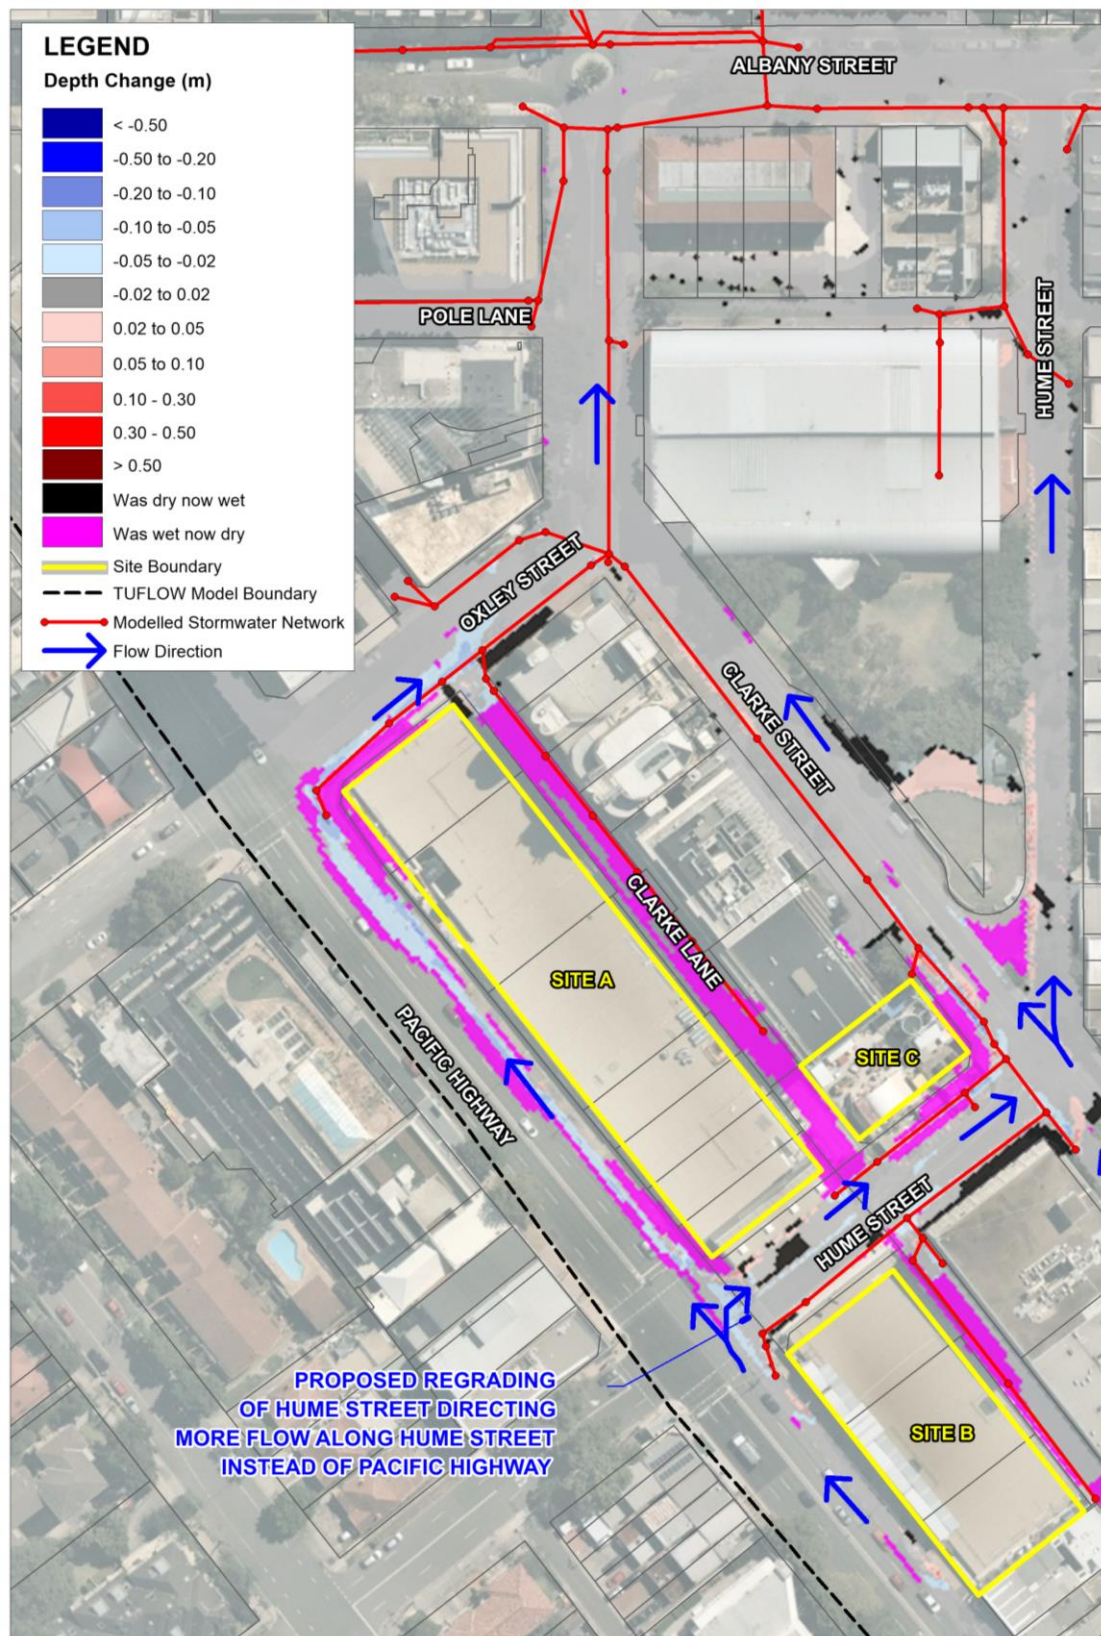 LEGEND
Depth Change (m)
< -0.50
-0.50 to -0.20
-0.20 to -0.10
-0.10 to -0.05
-0.05 to -0.02
-0.02 to 0.02
0.02 to 0.05
0.05 to 0.10
0.10 - 0.30
0.30 - 0.50
> 0.50
Was dry now wet
Was wet now dry
Site Boundary
TUFLOW Model Boundary
Modelled Stormwater Network
Flow Direction
ALBANY STREET
POLE LANE
HUME STREET
OXLEY STREET
CLARKE STREET
CLARKE LANE
SITE A
SITE C
PACIFIC HIGHWAY
HUME STREET
PROPOSED REGRADING
OF HUME STREET DIRECTING
MORE FLOW ALONG HUME STREET
INSTEAD OF PACIFIC HIGHWAY
SITE B